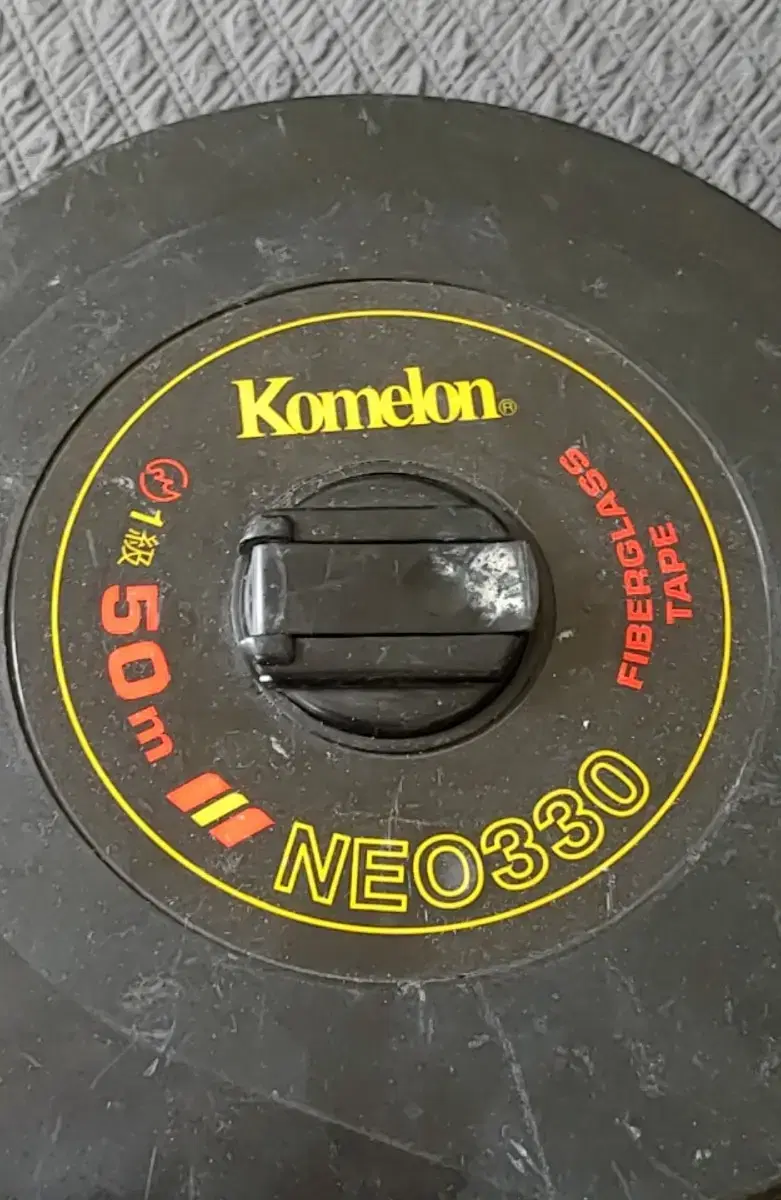 Komelon®
FIBERGLASS
TAPE
1級
50m
NEO330